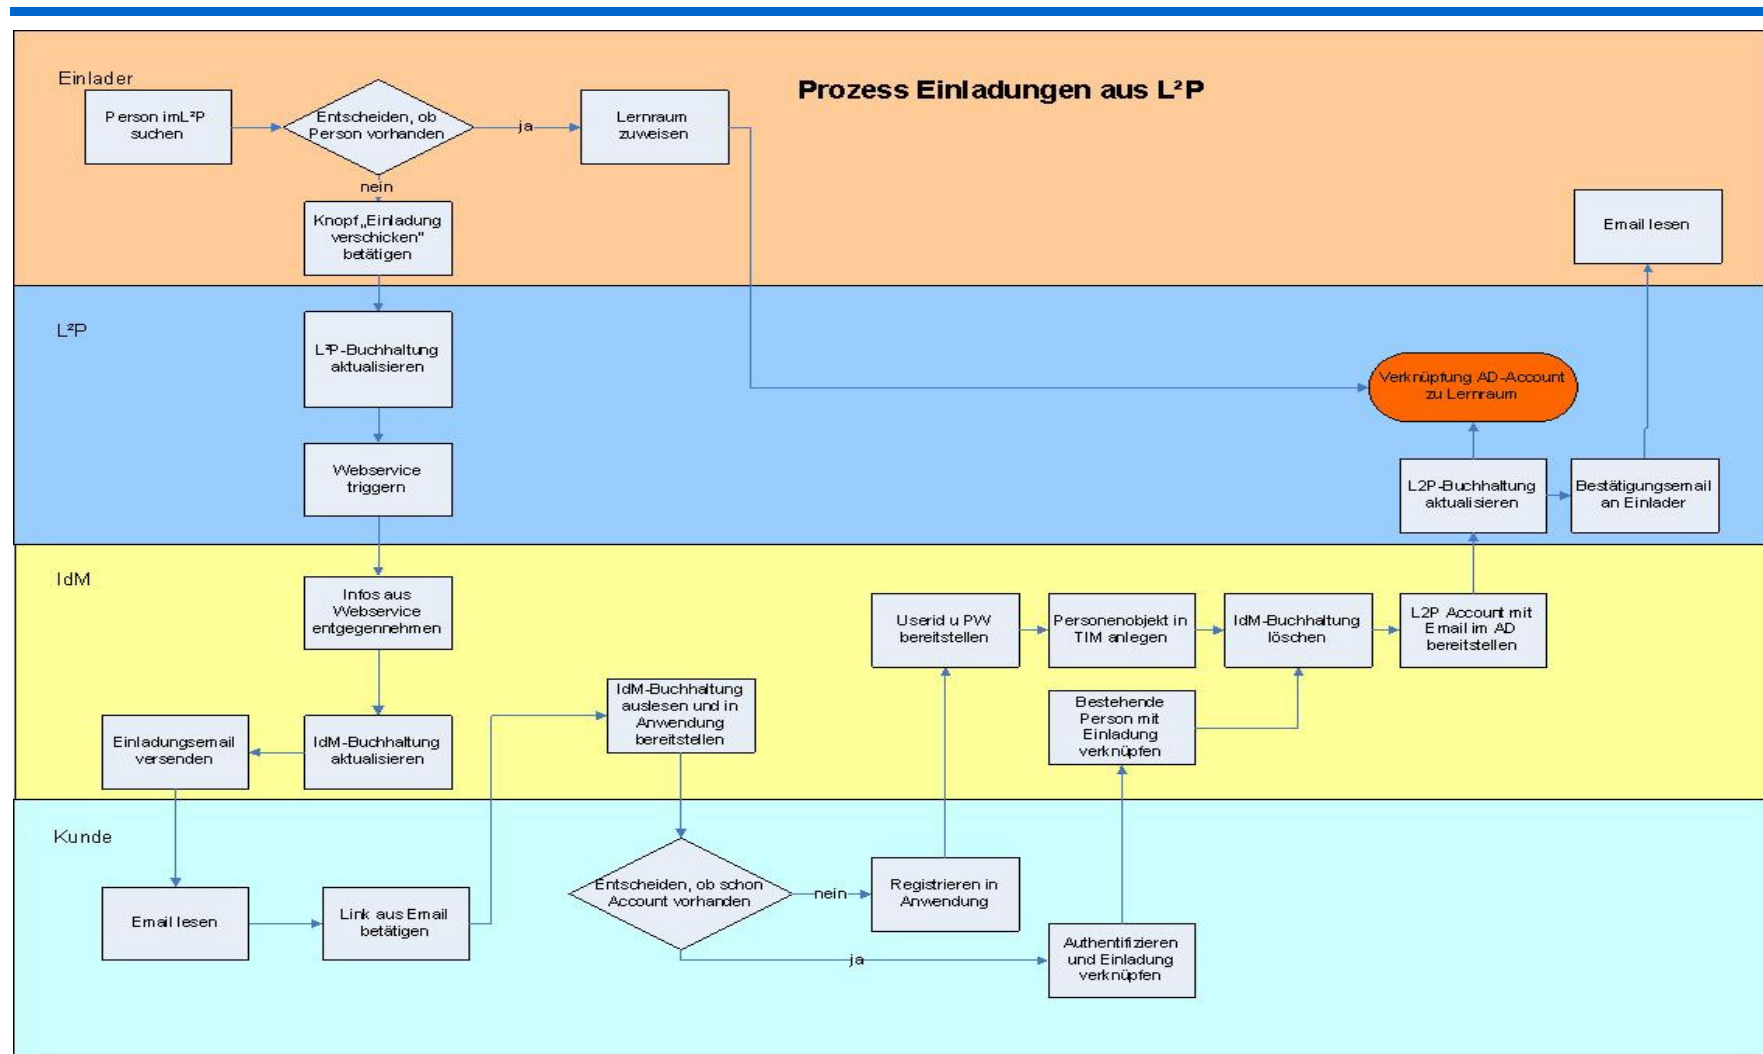 Einlader
Prozess Einladungen aus L²P
Person imL²P
suchen
Entscheiden, ob
Person vorhanden
ja
Lernraum
zuweisen
nein
Knopf „Einladung
verschicken"
betätigen
Email lesen
L²P
L²P-Buchhaltung
aktualisieren
Verknüpfung AD-Account
zu Lernraum
Webservice
triggern
L2P-Buchhaltung
aktualisieren
Bestätigungsemail
an Einlader
IdM
Infos aus
Webservice
entgegennehmen
Userid u PW
bereitstellen
Personenobjekt in
TIM anlegen
IdM-Buchhaltung
löschen
L2P Account mit
Email im AD
bereitstellen
IdM-Buchhaltung
auslesen und in
Anwendung
bereitstellen
Bestehende
Person mit
Einladung
verknüpfen
Einladungsemail
versenden
IdM-Buchhaltung
aktualisieren
Kunde
Email lesen
Link aus Email
betätigen
Entscheiden, ob schon
Account vorhanden
nein
Registrieren in
Anwendung
ja
Authentifizieren
und Einladung
verknüpfen